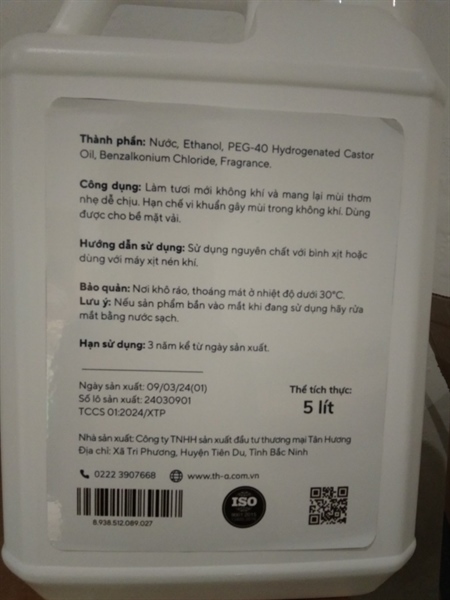 Thành phần: Nước, Ethanol, PEG-40 Hydrogenated Castor
Oil, Benzalkonium Chloride, Fragrance.
Công dụng: Làm tươi mới không khí và mang lại mùi thơm
nhẹ dễ chịu. Hạn chế vi khuẩn gây mùi trong không khí. Dùng
được cho bề mặt vải.
Hướng dẫn sử dụng: Sử dụng nguyên chất với bình xịt hoặc
dùng với máy xịt nén khí.
Bảo quản: Nơi khô ráo, thoáng mát ở nhiệt độ dưới 30°C.
Lưu ý: Nếu sản phẩm bắn vào mắt khi đang sử dụng hãy rửa
mắt bằng nước sạch.
Hạn sử dụng: 3 năm kể từ ngày sản xuất.
Ngày sản xuất: 09/03/24(01)
Số lô sản xuất: 24030901
TCCS 01:2024/XTP
Thể tích thực:
5 lít
Nhà sản xuất: Công ty TNHH sản xuất đầu tư thương mại Tân Hương
Địa chỉ: Xã Tri Phương, Huyện Tiên Du, Tỉnh Bắc Ninh
0222 3907668 www.th-a.com.vn
8.938.512.089.027
ISO